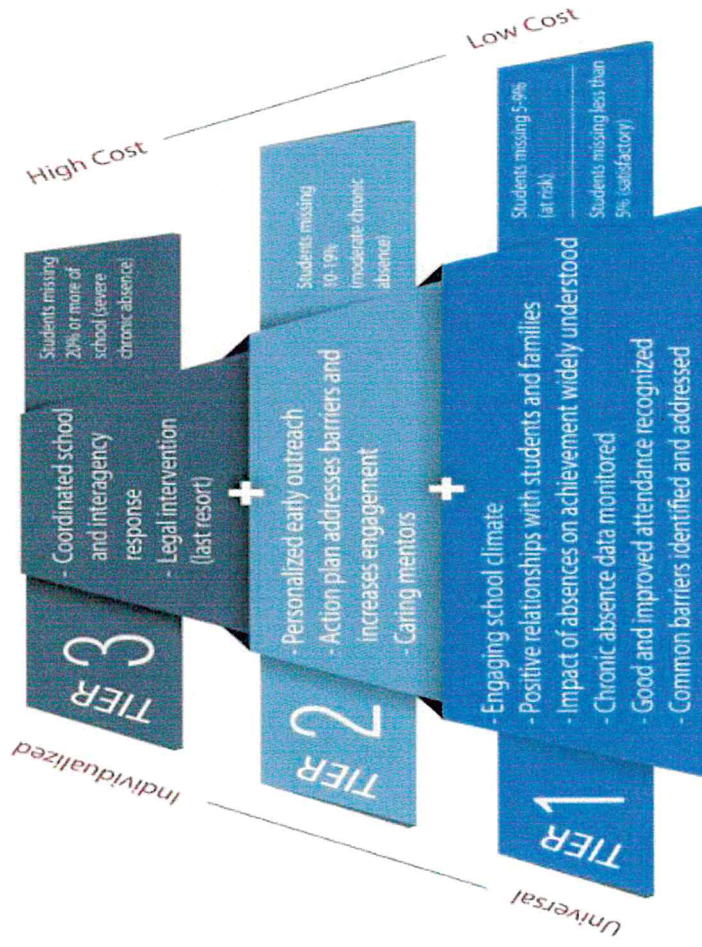 High Cost
Low Cost
Individualized
Universal
TIER
3
- Coordinated school
and interagency
response
- Legal intervention
(last resort)
Students missing
20% or more of
school (severe
chronic absence)
+
TIER
2
- Personalized early outreach
- Action plan addresses barriers and
increases engagement
- Caring mentors
Students missing
10-19%
(moderate chronic
absence)
+
TIER
1
- Engaging school climate
- Positive relationships with students and families
- Impact of absences on achievement widely understood
- Chronic absence data monitored
- Good and improved attendance recognized
- Common barriers identified and addressed
Students missing 5-9%
(at risk)
Students missing less than
5% (satisfactory)